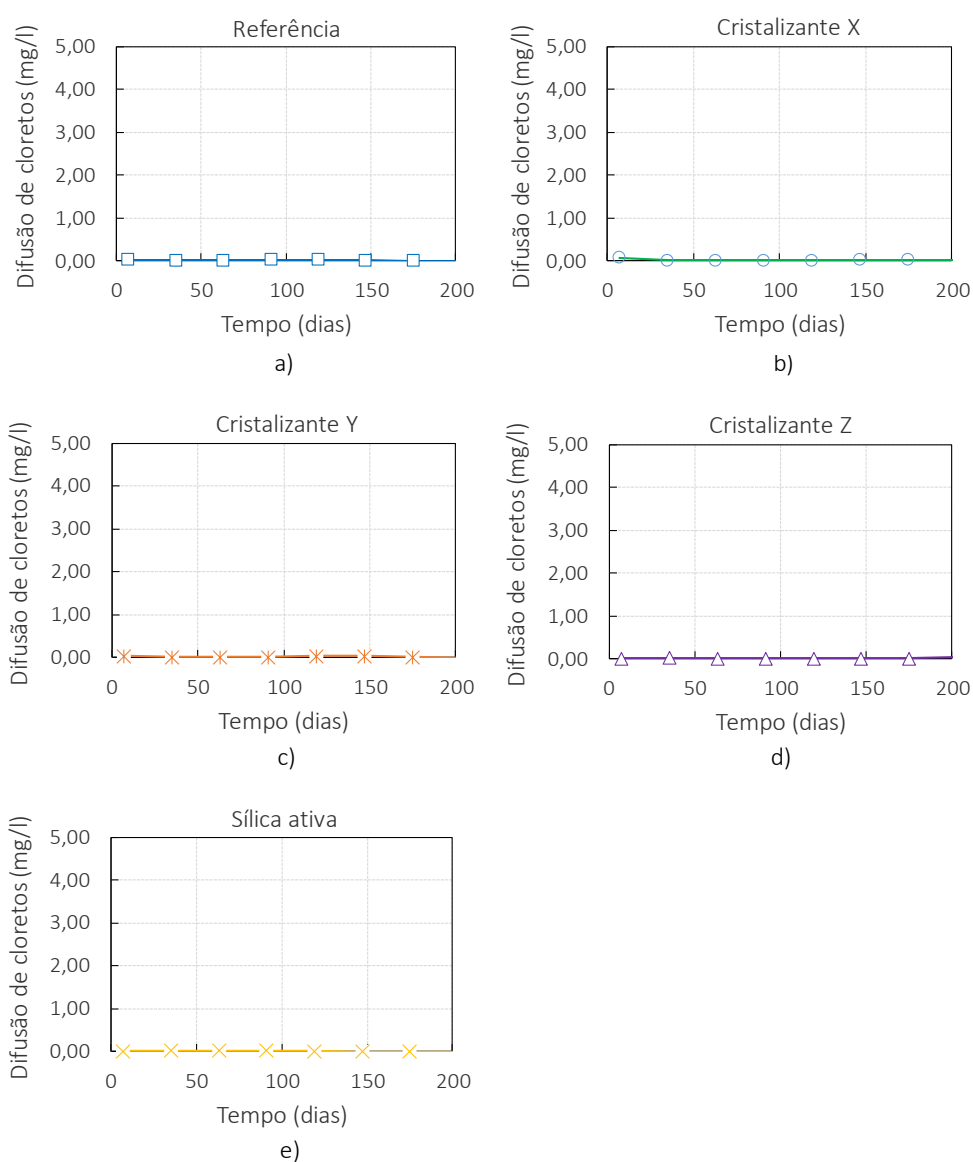 Referência
Difusão de cloretos (mg/l)
5,00
4,00
3,00
2,00
1,00
0,00
0 50 100 150 200
Tempo (dias)
a)
Cristalizante X
Difusão de cloretos (mg/l)
5,00
4,00
3,00
2,00
1,00
0,00
0 50 100 150 200
Tempo (dias)
b)
Cristalizante Y
Difusão de cloretos (mg/l)
5,00
4,00
3,00
2,00
1,00
0,00
0 50 100 150 200
Tempo (dias)
c)
Cristalizante Z
Difusão de cloretos (mg/l)
5,00
4,00
3,00
2,00
1,00
0,00
0 50 100 150 200
Tempo (dias)
d)
Sílica ativa
Difusão de cloretos (mg/l)
5,00
4,00
3,00
2,00
1,00
0,00
0 50 100 150 200
Tempo (dias)
e)